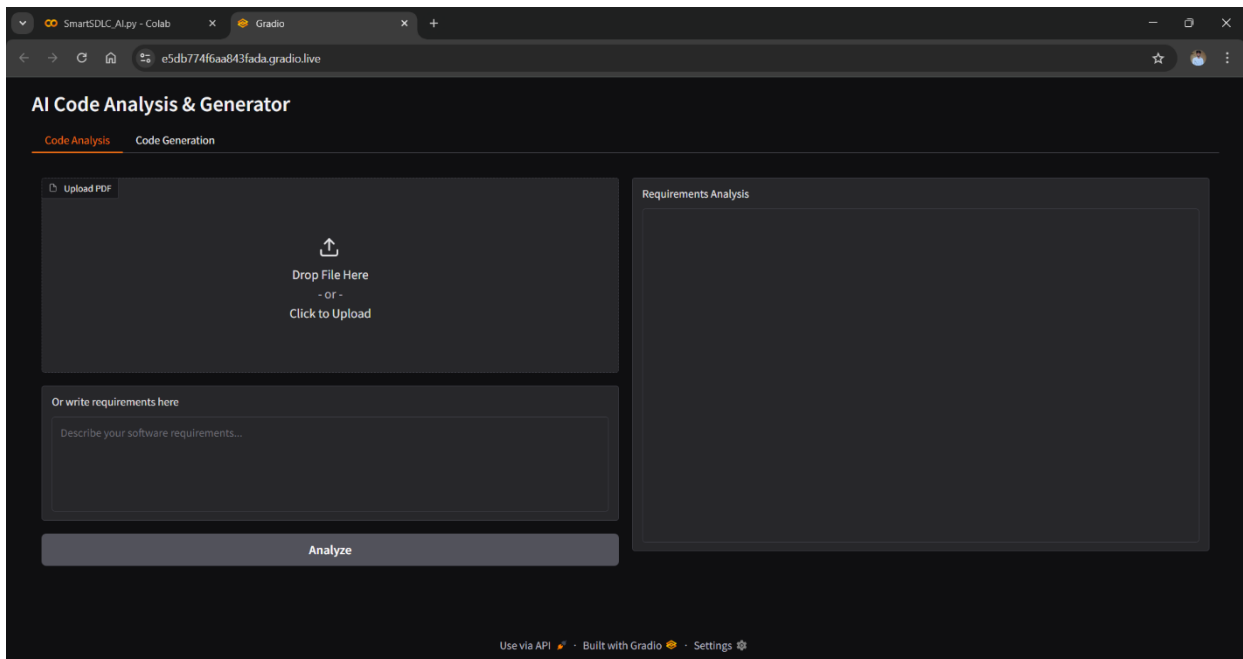 SmartSDLC_AI.py - Colab
Gradio
e5db774f6aa843fada.gradio.live
AI Code Analysis & Generator
Code Analysis
Code Generation
Upload PDF
Drop File Here
- or -
Click to Upload
Or write requirements here
Describe your software requirements...
Analyze
Requirements Analysis
Use via API · Built with Gradio · Settings